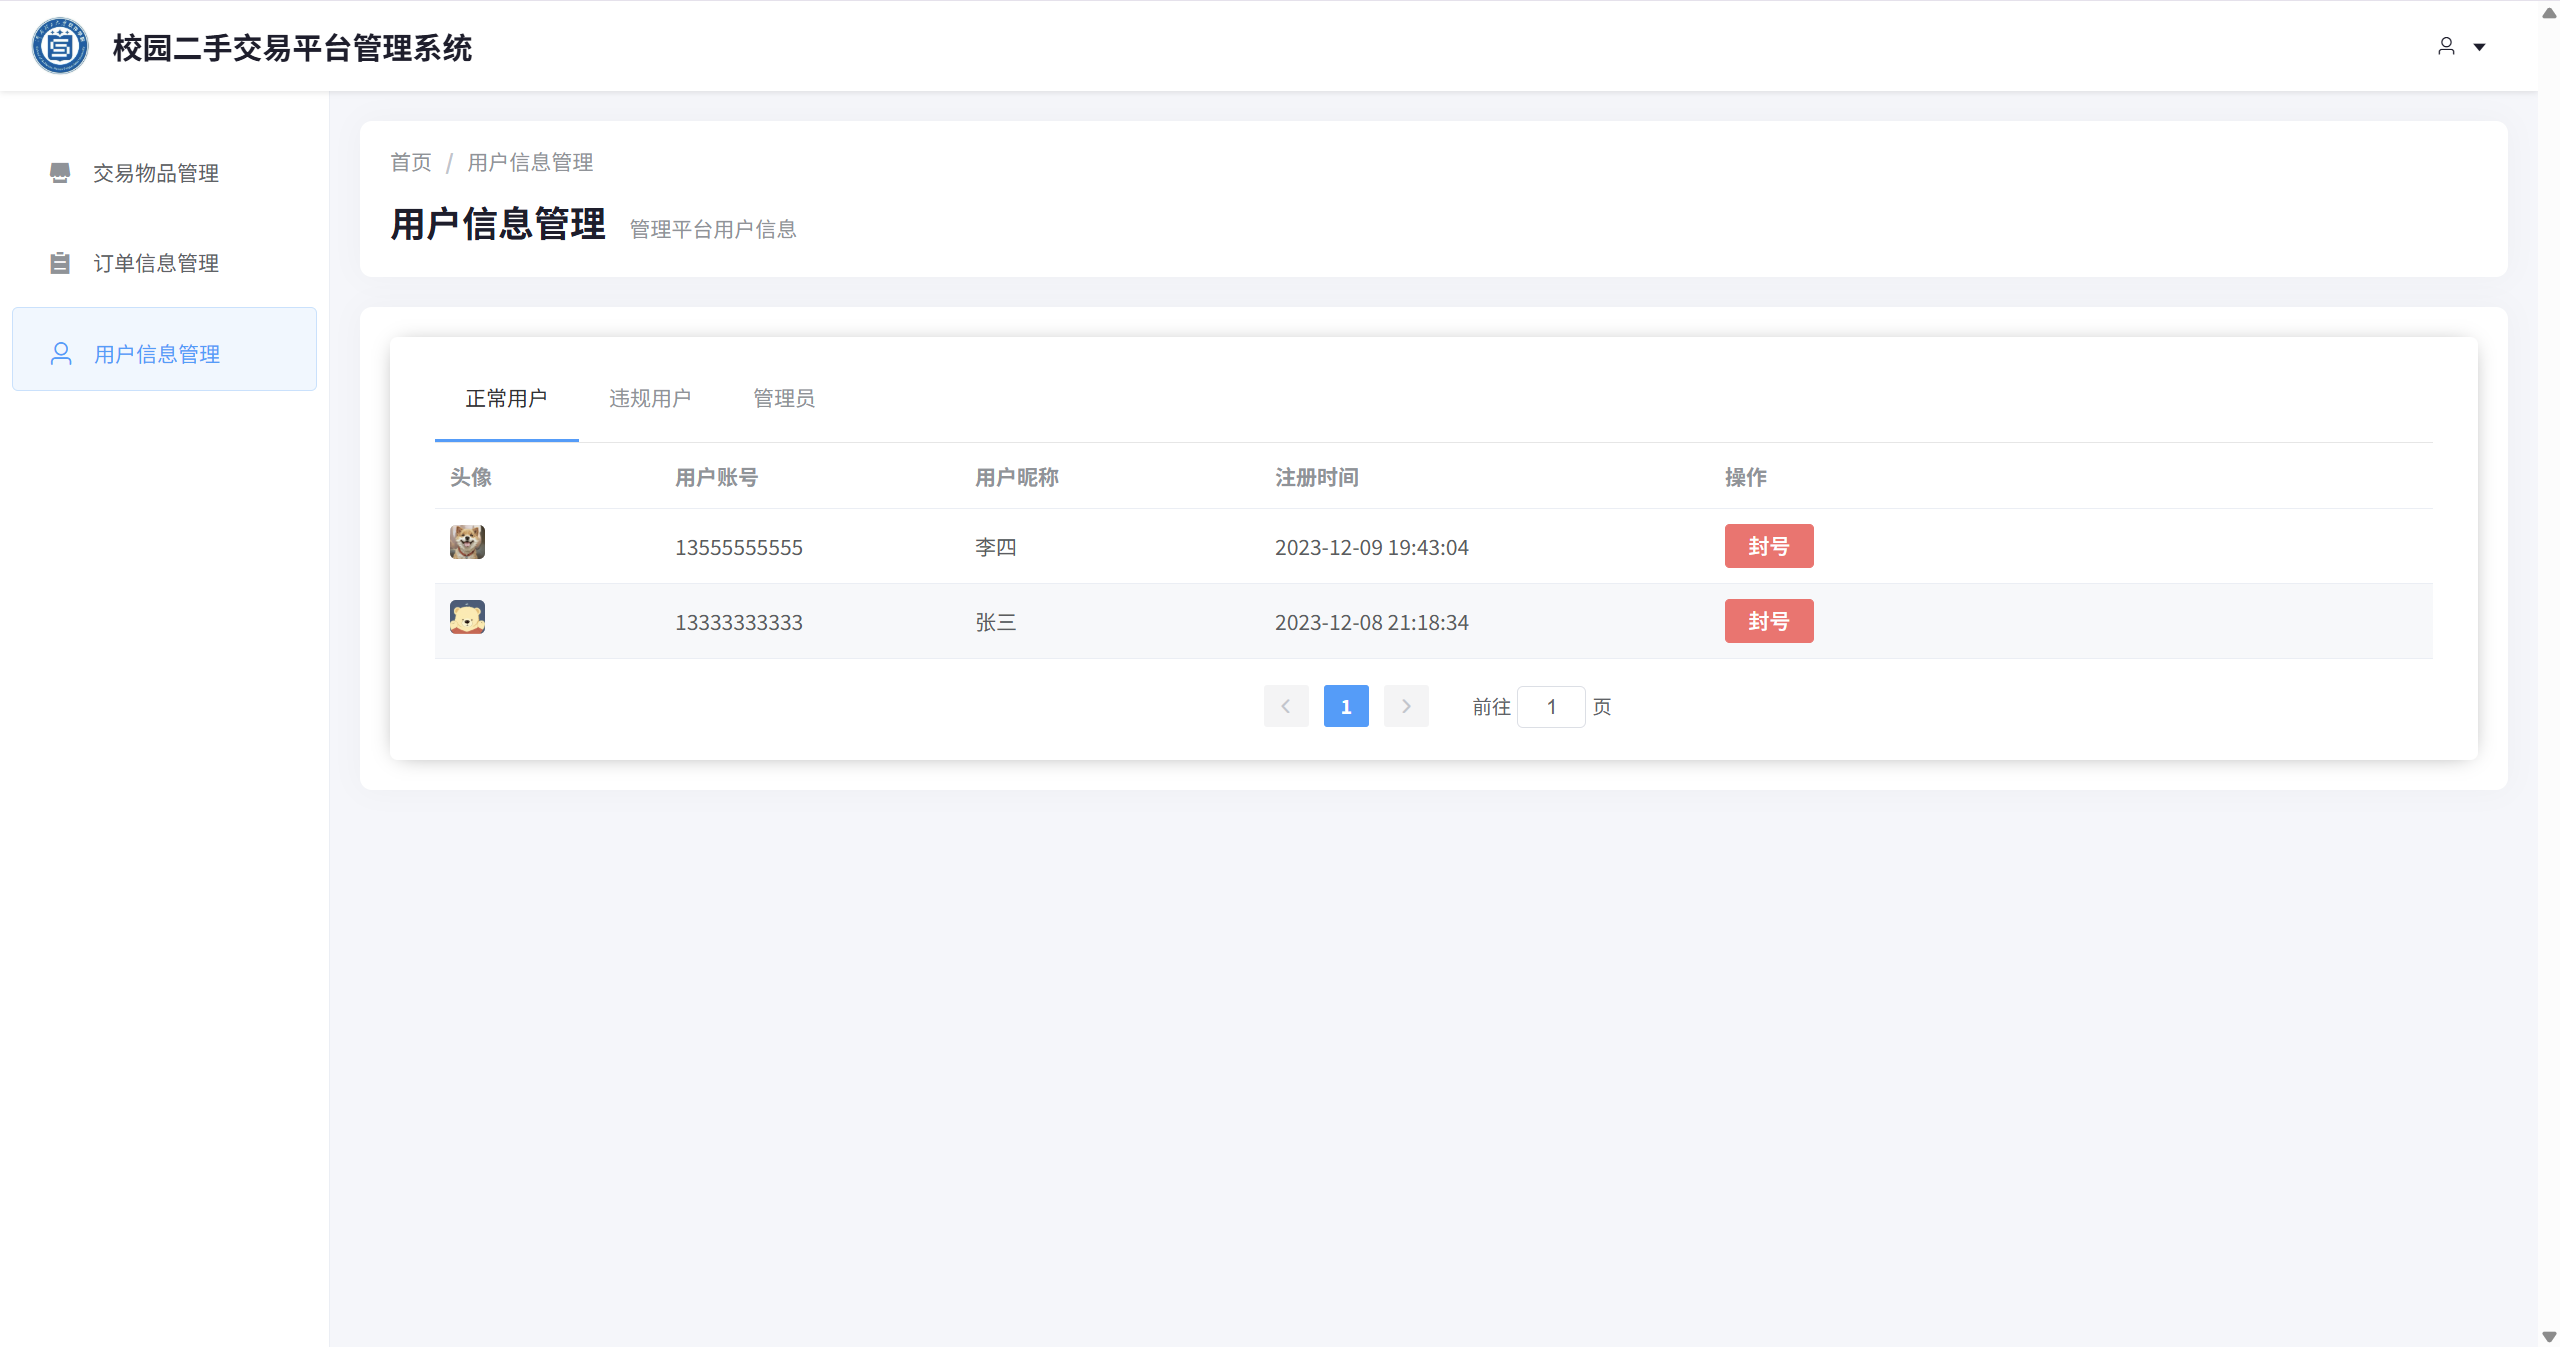 校园二手交易平台管理系统
交易物品管理
订单信息管理
用户信息管理
首页 / 用户信息管理
用户信息管理 管理平台用户信息
正常用户 违规用户 管理员
头像 用户账号 用户昵称 注册时间 操作
13555555555 李四 2023-12-09 19:43:04 封号
13333333333 张三 2023-12-08 21:18:34 封号
1 前往 1 页